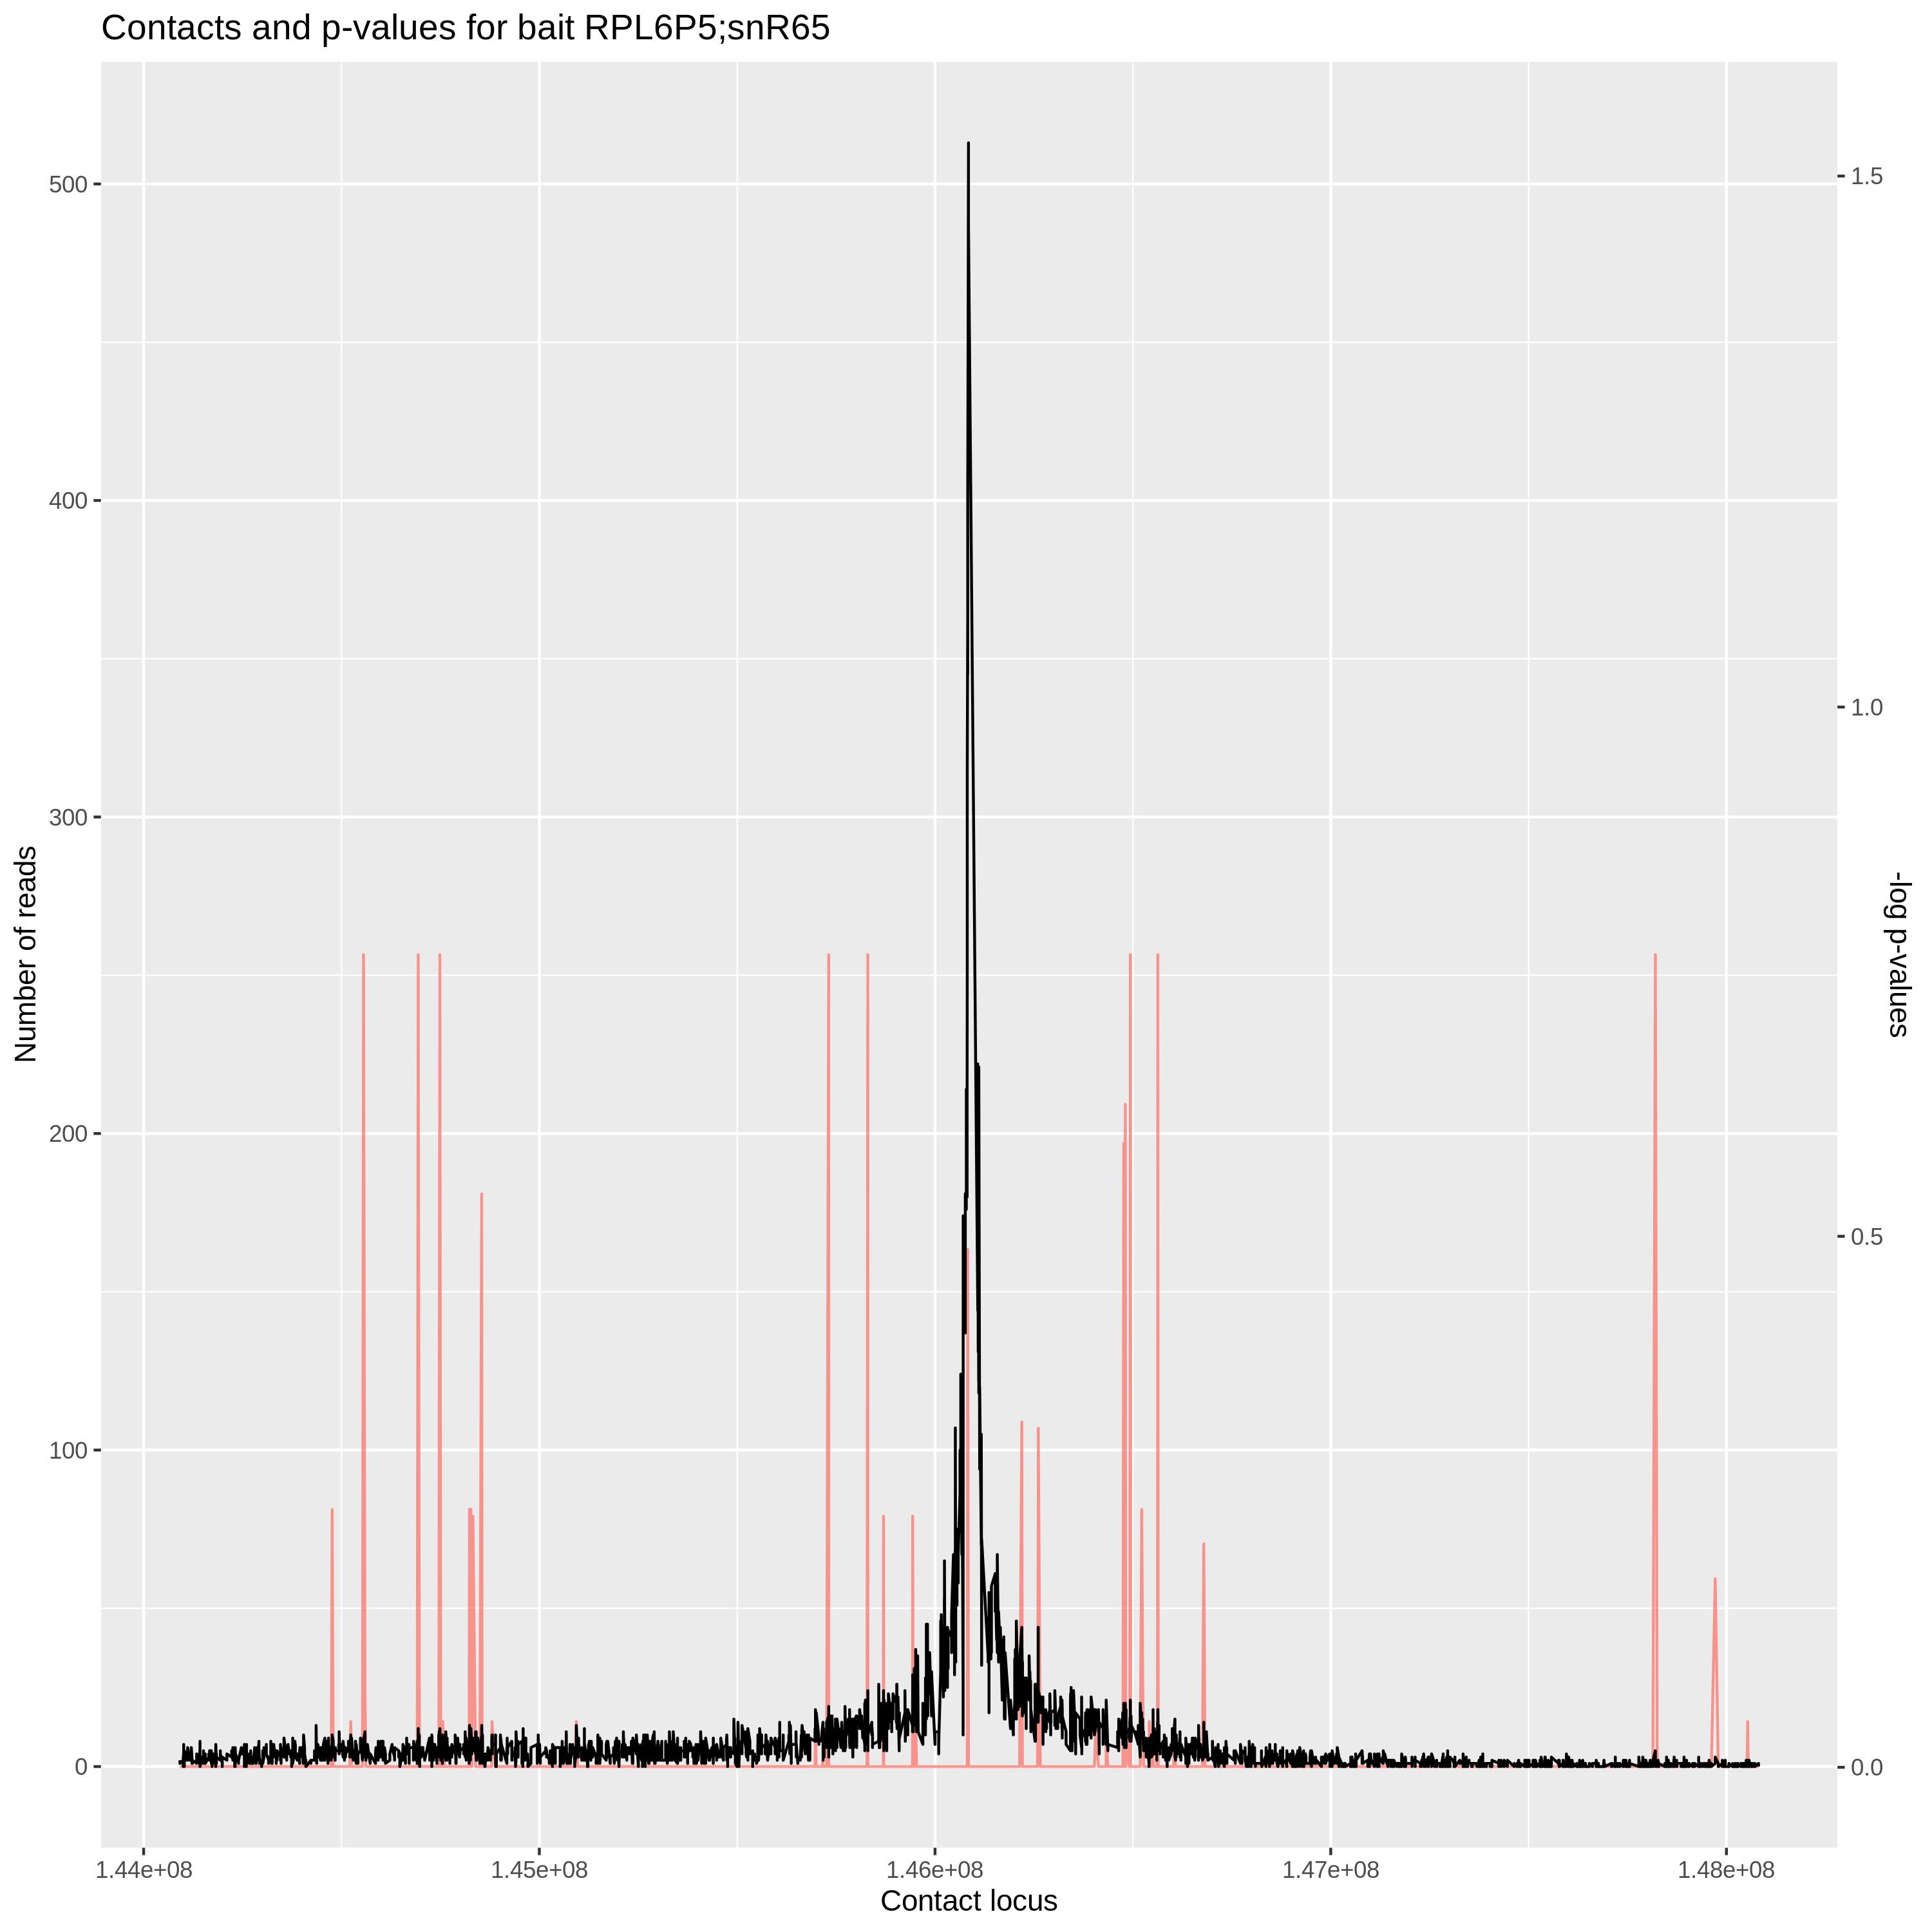 Contacts and p-values for bait RPL6P5;snR65
500
400
300
200
100
0
Number of reads
1.5
1.0
0.5
0.0
-log p-values
1.44e+08
1.45e+08
1.46e+08
1.47e+08
1.48e+08
Contact locus